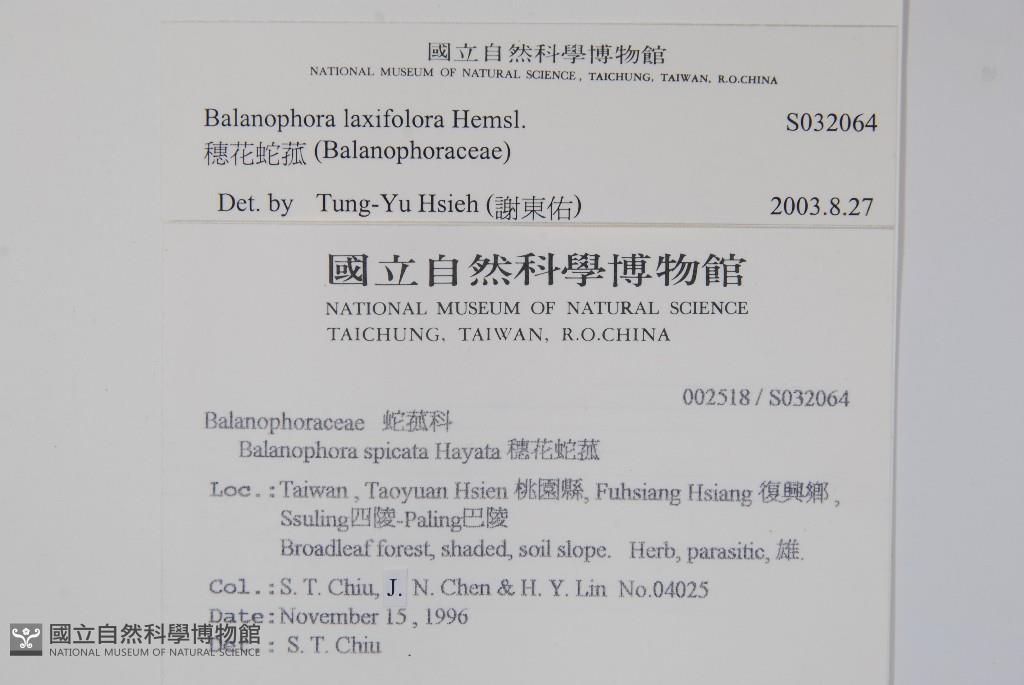 國立自然科學博物館
NATIONAL MUSEUM OF NATURAL SCIENCE, TAICHUNG, TAIWAN, R.O.CHINA
Balanophora laxifolora Hemsl. S032064
穗花蛇菰 (Balanophoraceae)
Det. by Tung-Yu Hsieh (謝東佑) 2003.8.27
國立自然科學博物館
NATIONAL MUSEUM OF NATURAL SCIENCE
TAICHUNG, TAIWAN, R.O.CHINA
002518 / S032064
Balanophoraceae 蛇菰科
Balanophora spicata Hayata 穗花蛇菰
Loc.:Taiwan , Taoyuan Hsien 桃園縣, Fuhsiang Hsiang 復興鄉 ,
Ssuling四陵-Paling巴陵
Broadleaf forest, shaded, soil slope. Herb, parasitic, 雄.
Col.:S. T. Chiu, J. N. Chen & H. Y. Lin No.04025
Date:November 15 , 1996
Det.: S. T. Chiu
國立自然科學博物館
NATIONAL MUSEUM OF NATURAL SCIENCE